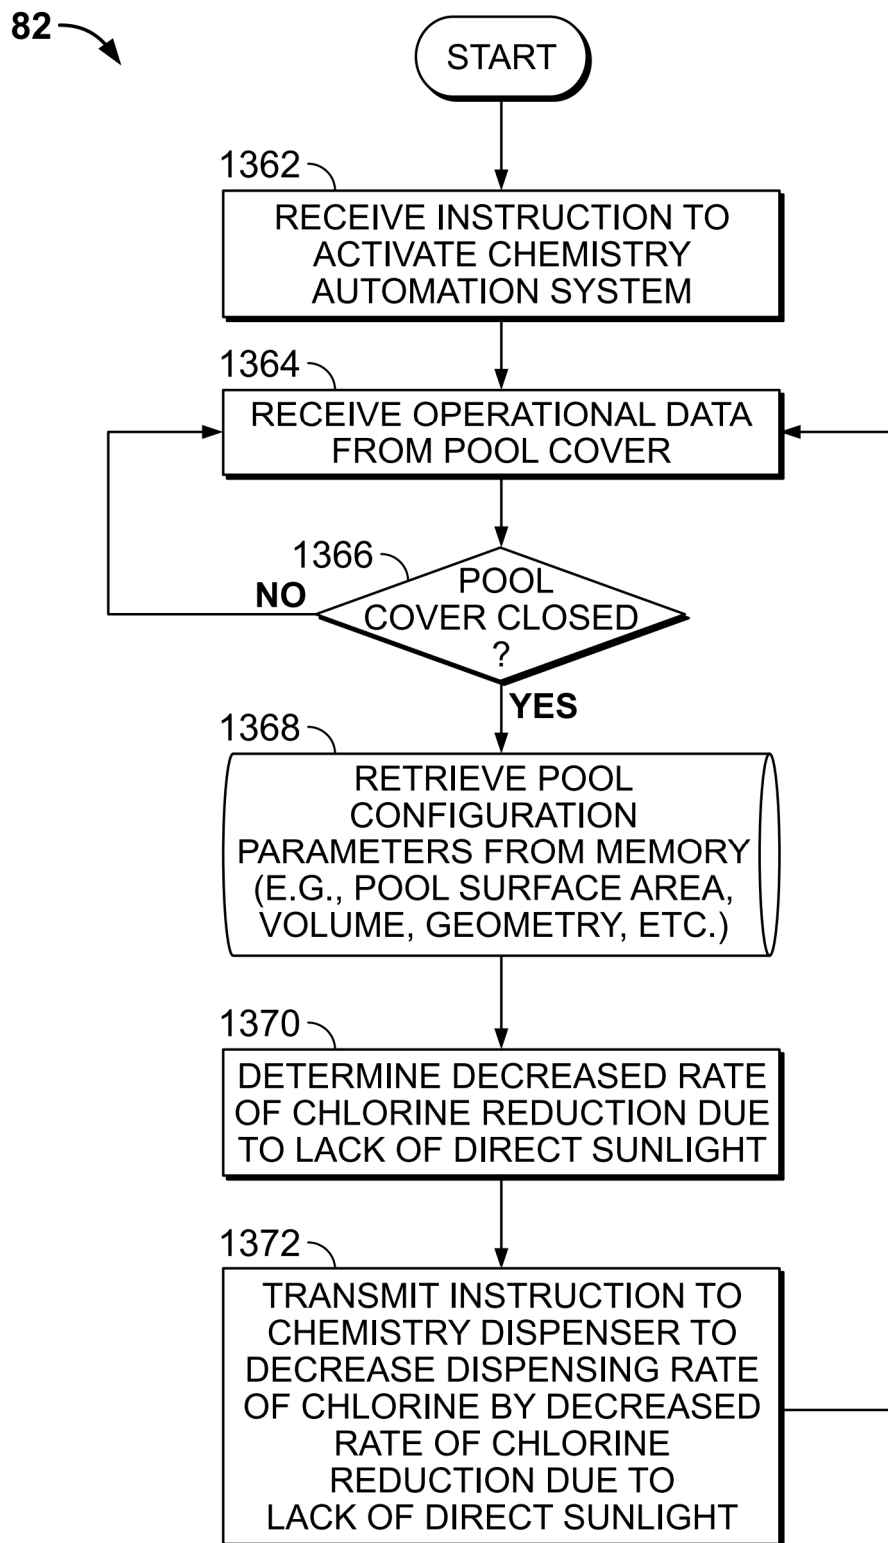 82
START
1362
RECEIVE INSTRUCTION TO
ACTIVATE CHEMISTRY
AUTOMATION SYSTEM
1364
RECEIVE OPERATIONAL DATA
FROM POOL COVER
1366
POOL
COVER CLOSED
?
NO
YES
1368
RETRIEVE POOL
CONFIGURATION
PARAMETERS FROM MEMORY
(E.G., POOL SURFACE AREA,
VOLUME, GEOMETRY, ETC.)
1370
DETERMINE DECREASED RATE
OF CHLORINE REDUCTION DUE
TO LACK OF DIRECT SUNLIGHT
1372
TRANSMIT INSTRUCTION TO
CHEMISTRY DISPENSER TO
DECREASE DISPENSING RATE
OF CHLORINE BY DECREASED
RATE OF CHLORINE
REDUCTION DUE TO
LACK OF DIRECT SUNLIGHT